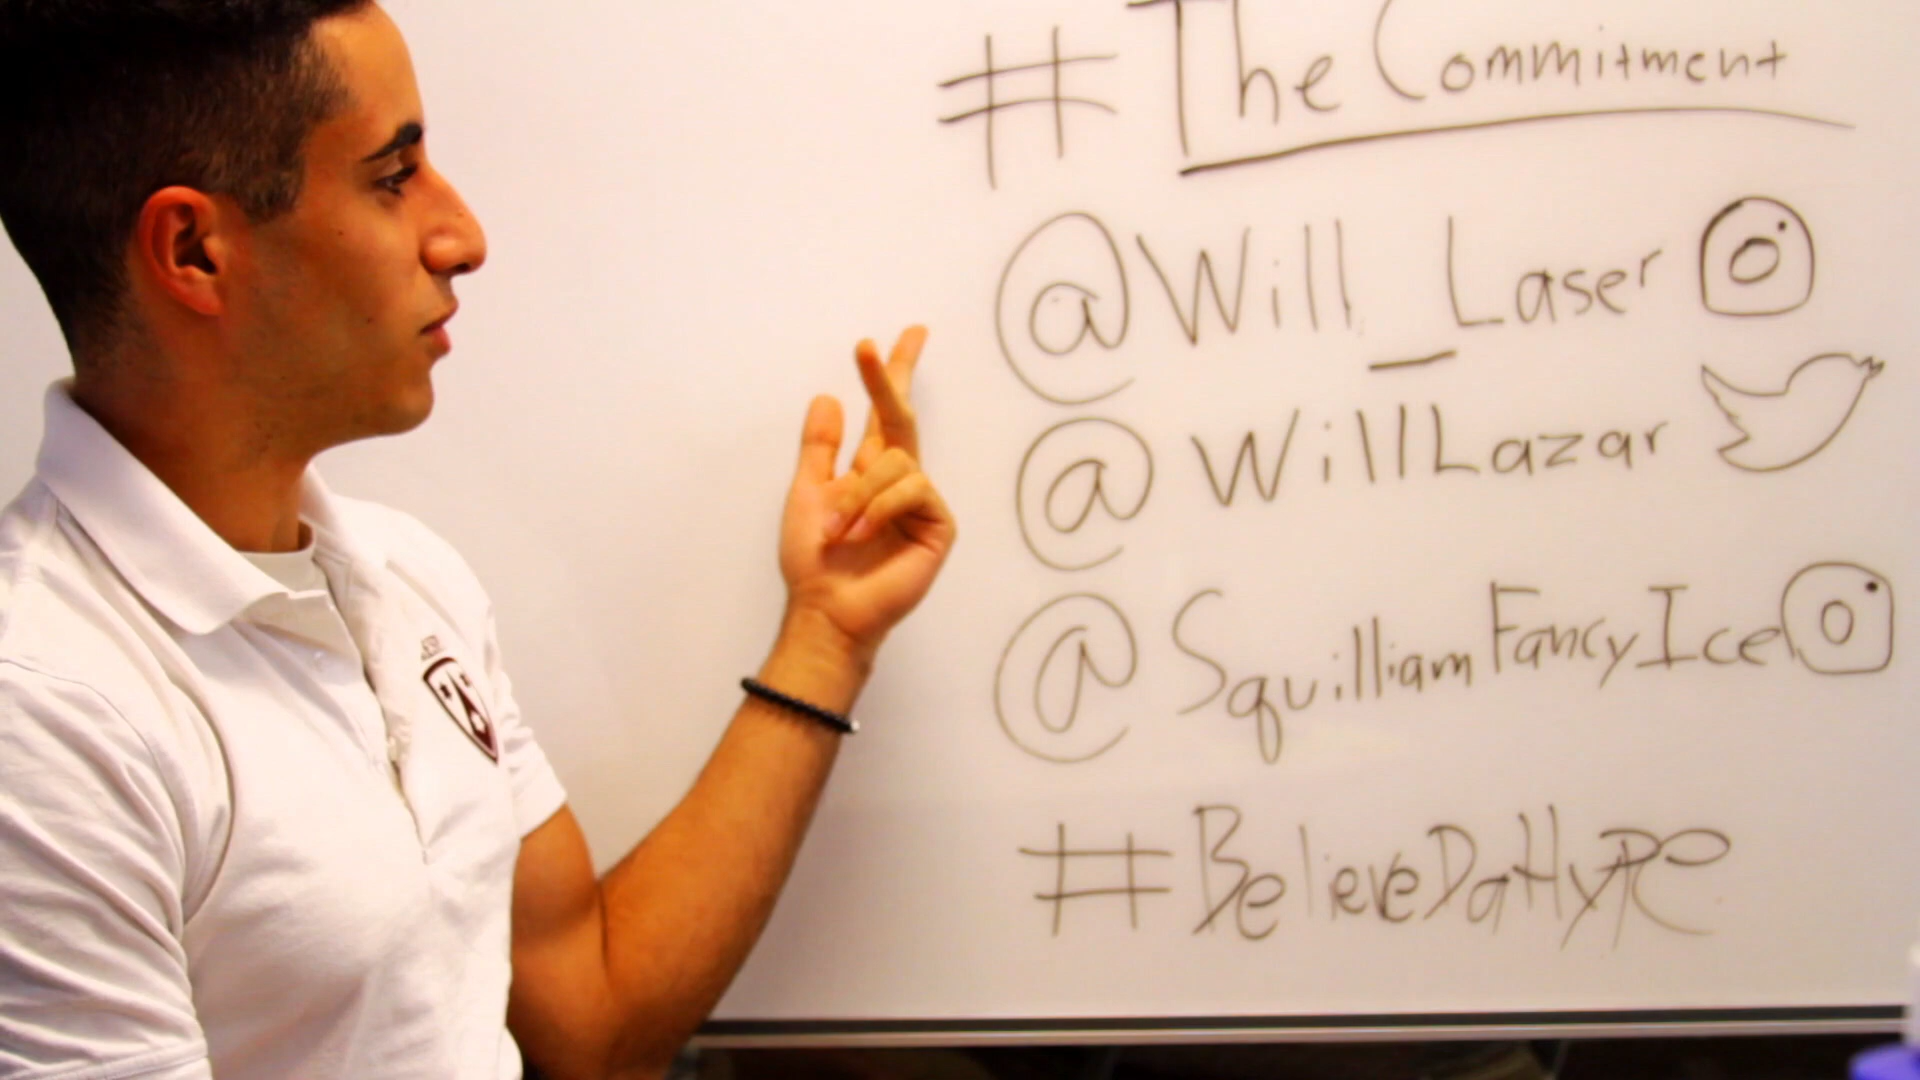 #TheCommitment
@Will_Laser
@WillLazar
@SquilliamFancyIce
#BelieveDaHype